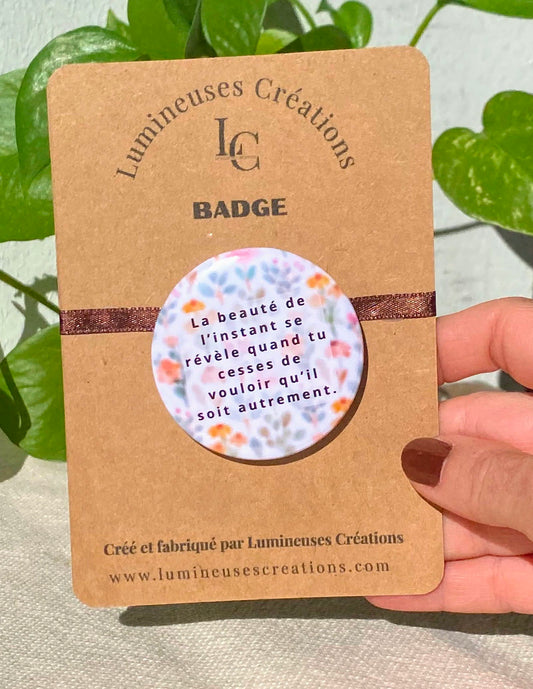 Lumineuses Créations
LC
BADGE
La beauté de
l'instant se
révèle quand tu
cesses de
vouloir qu'il
soit autrement.
Créé et fabriqué par Lumineuses Créations
www.lumineusescreations.com